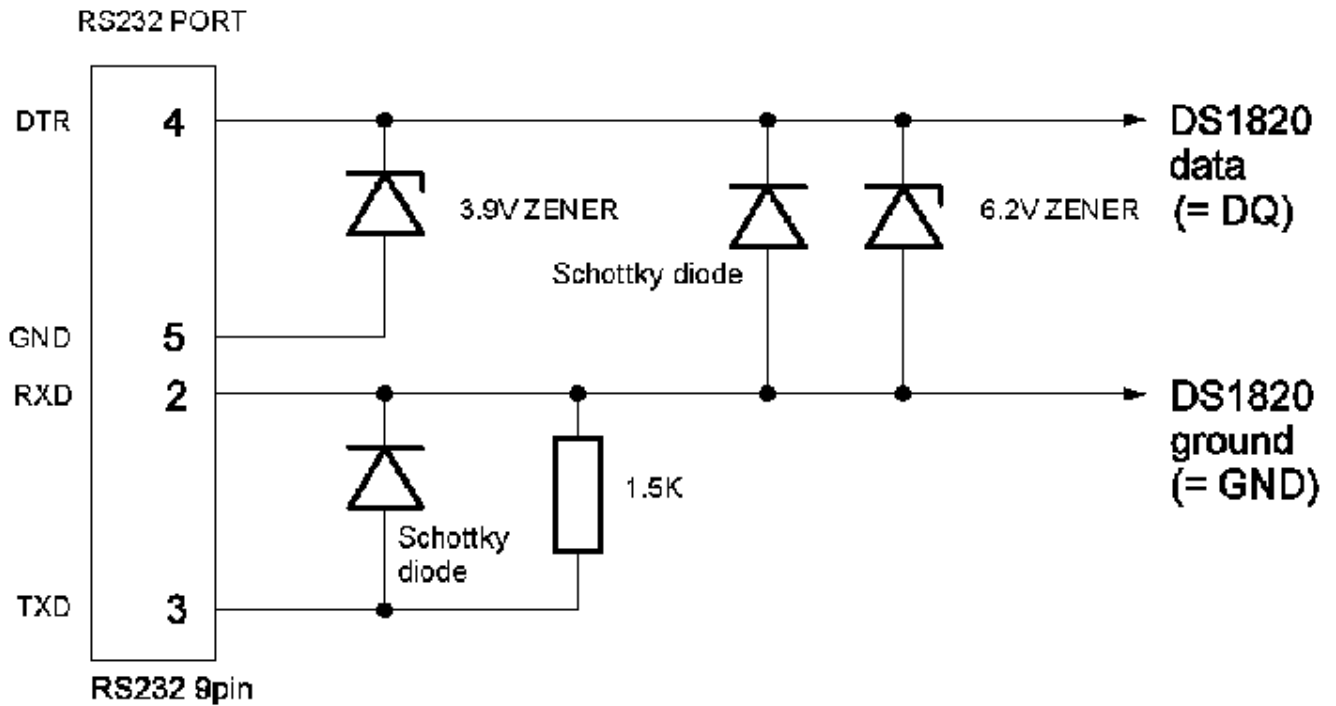 RS232 PORT
DTR
4
DS1820
data
(= DQ)
3.9V ZENER
6.2V ZENER
Schottky diode
GND
5
RXD
2
DS1820
ground
(= GND)
1.5K
Schottky
diode
TXD
3
RS232 9pin